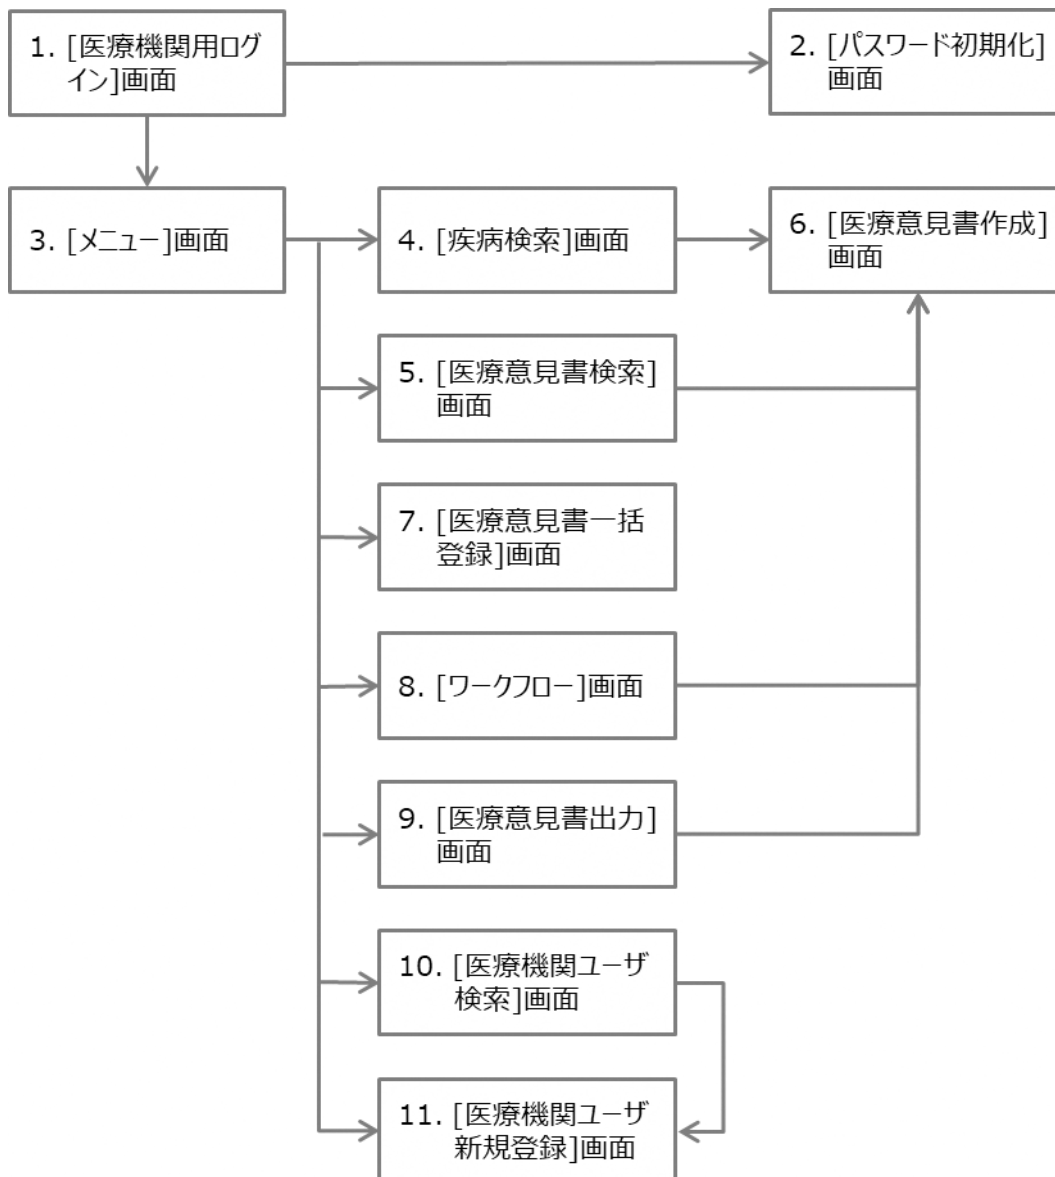 1. [医療機関用ログ
イン]画面
2. [パスワード初期化]
画面
3. [メニュー]画面
4. [疾病検索]画面
6. [医療意見書作成]
画面
5. [医療意見書検索]
画面
7. [医療意見書一括
登録]画面
8. [ワークフロー]画面
9. [医療意見書出力]
画面
10. [医療機関ユーザ
検索]画面
11. [医療機関ユーザ
新規登録]画面